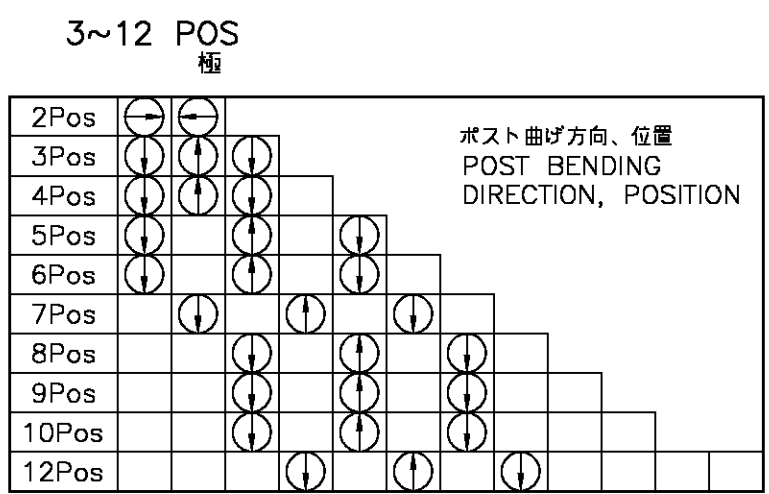 3~12 POS
極
2Pos
ポスト曲げ方向、位置
3Pos
POST BENDING
4Pos
DIRECTION, POSITION
5Pos
6Pos
7Pos
8Pos
9Pos
10Pos
12Pos